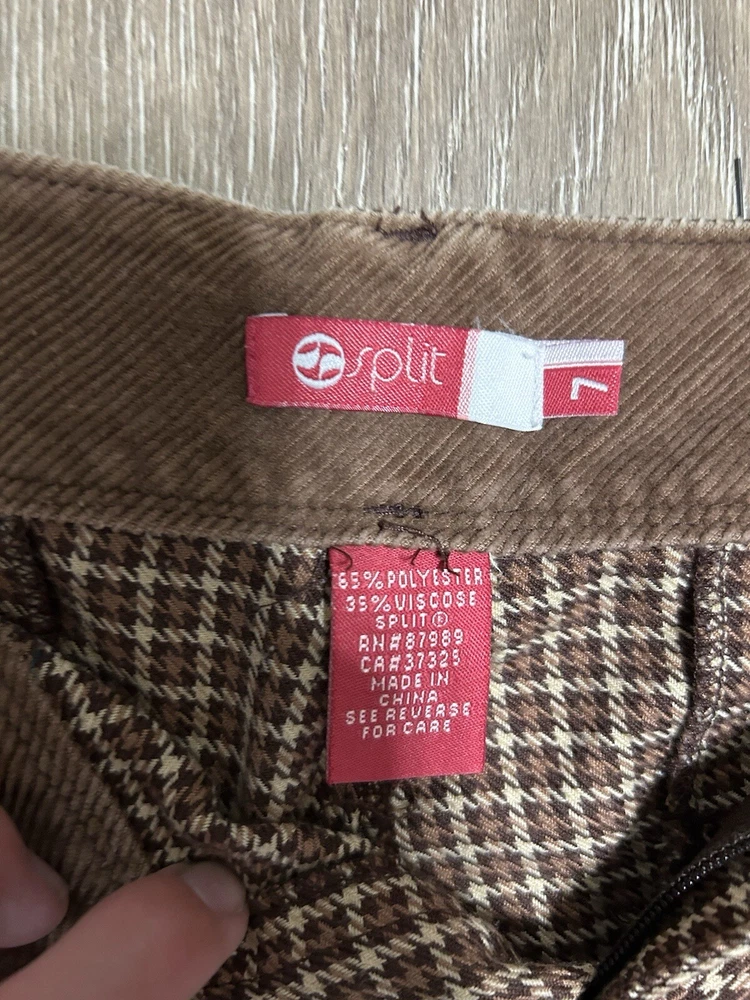 split
7
65% POLYESTER
35% VISCOSE
SPLIT®
RN#87989
CA#37325
MADE IN
CHINA
SEE REVERSE
FOR CARE